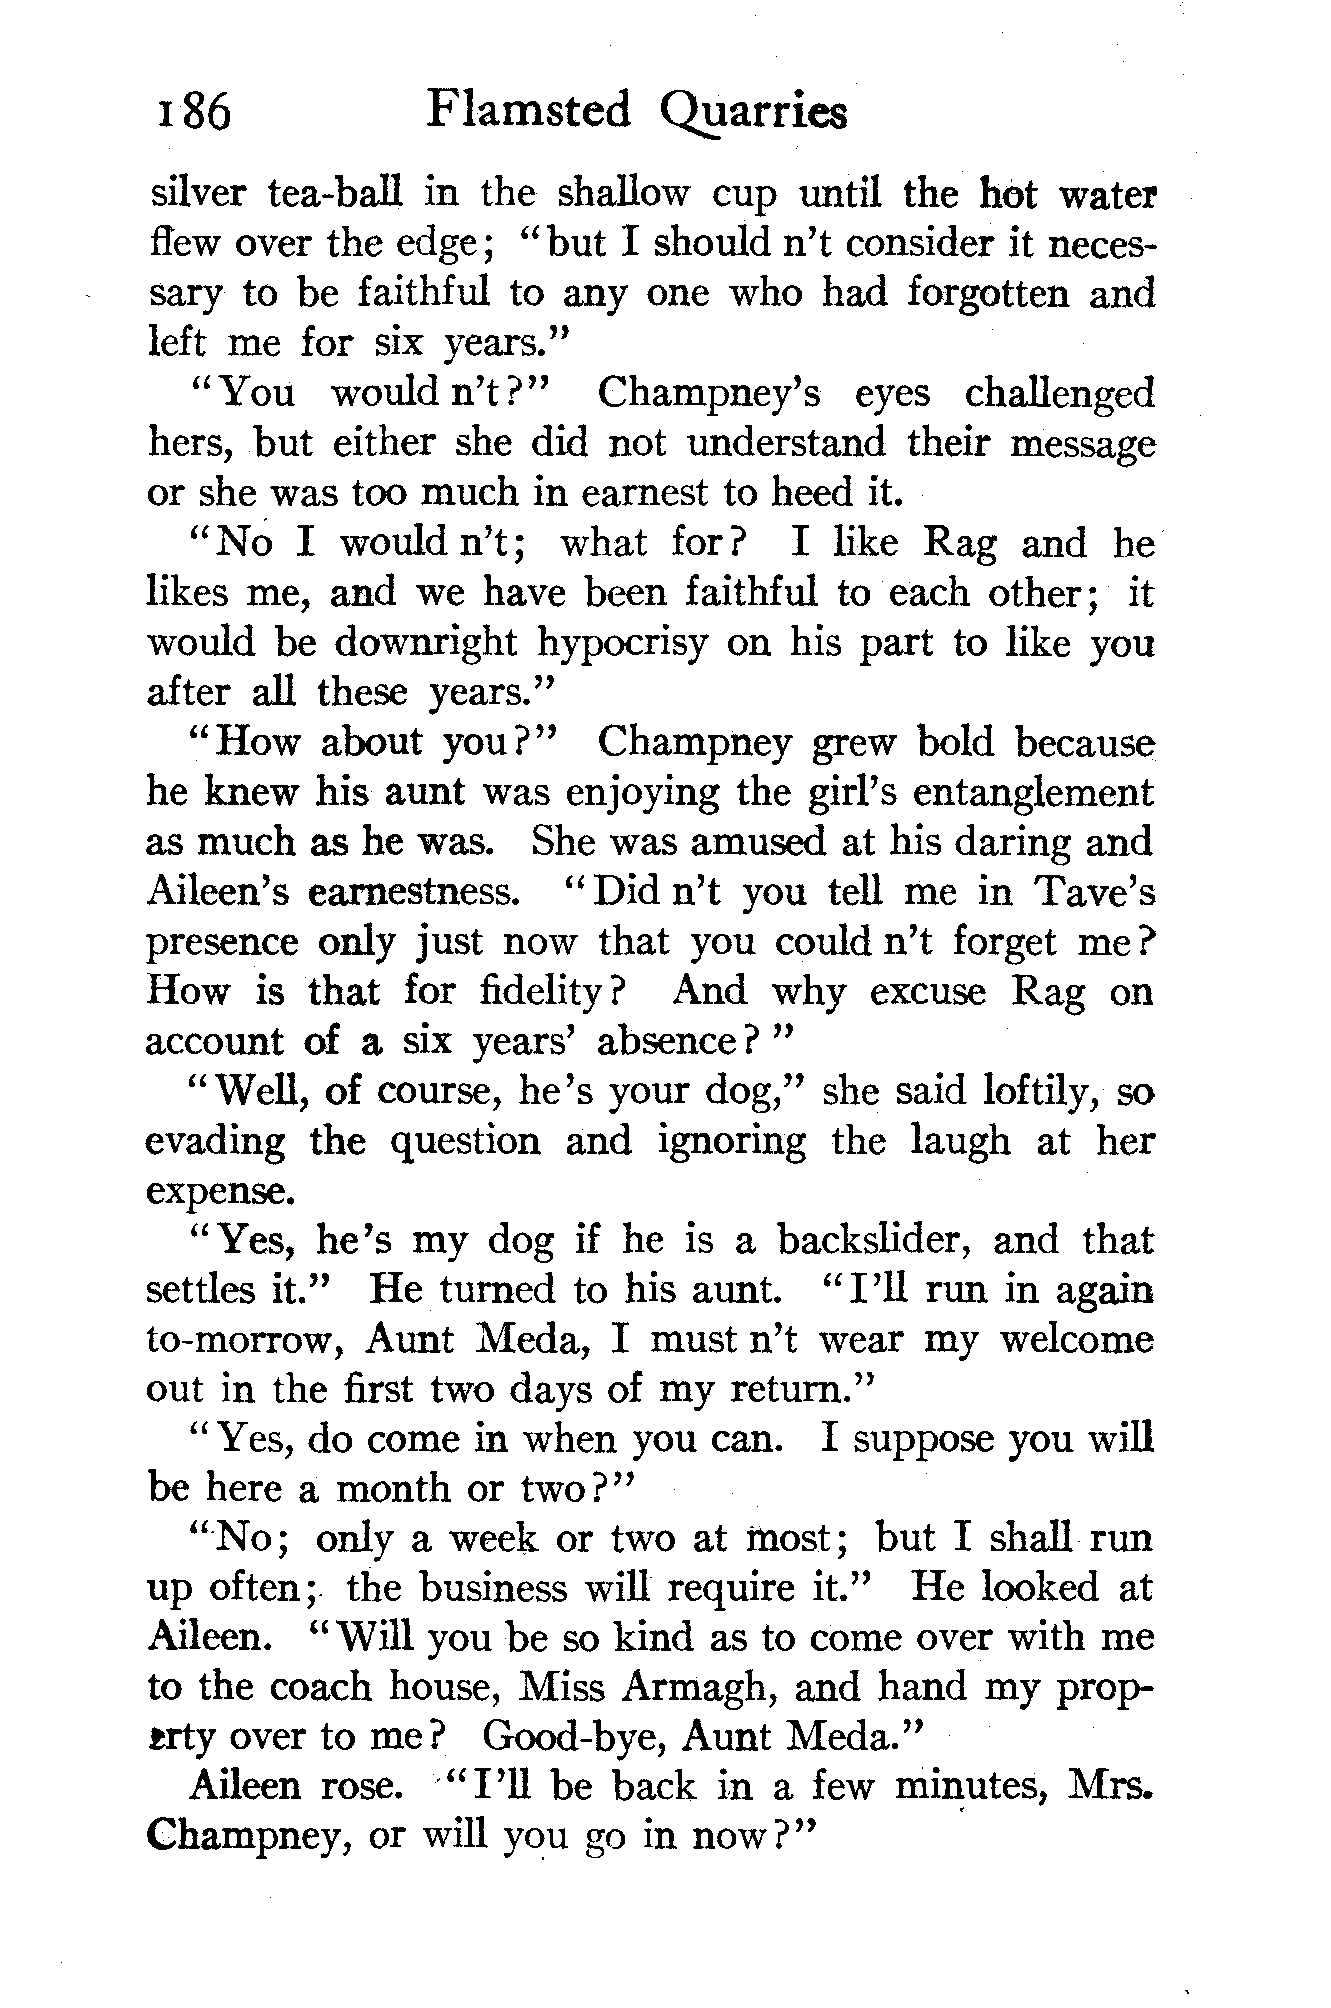 186 Flamsted Quarries
silver tea-ball in the shallow cup until the hot water
flew over the edge; "but I should n't consider it neces-
sary to be faithful to any one who had forgotten and
left me for six years."
"You would n't?" Champney's eyes challenged
hers, but either she did not understand their message
or she was too much in earnest to heed it.
"No I would n't; what for? I like Rag and he
likes me, and we have been faithful to each other; it
would be downright hypocrisy on his part to like you
after all these years."
"How about you?" Champney grew bold because
he knew his aunt was enjoying the girl's entanglement
as much as he was. She was amused at his daring and
Aileen's earnestness. "Did n't you tell me in Tave's
presence only just now that you could n't forget me?
How is that for fidelity? And why excuse Rag on
account of a six years' absence?"
"Well, of course, he's your dog," she said loftily, so
evading the question and ignoring the laugh at her
expense.
"Yes, he's my dog if he is a backslider, and that
settles it." He turned to his aunt. "I'll run in again
to-morrow, Aunt Meda, I must n't wear my welcome
out in the first two days of my return."
"Yes, do come in when you can. I suppose you will
be here a month or two?"
"No; only a week or two at most; but I shall run
up often; the business will require it." He looked at
Aileen. "Will you be so kind as to come over with me
to the coach house, Miss Armagh, and hand my prop-
erty over to me? Good-bye, Aunt Meda."
Aileen rose. "I'll be back in a few minutes, Mrs.
Champney, or will you go in now?"